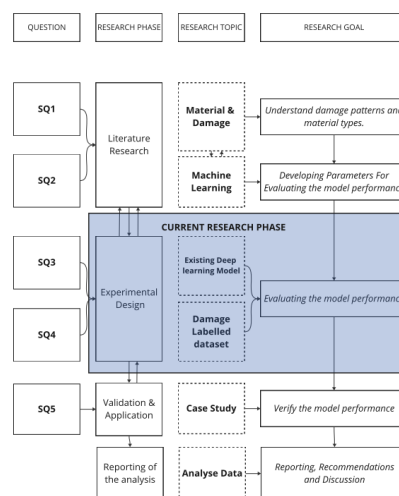 QUESTION
RESEARCH PHASE
RESEARCH TOPIC
RESEARCH GOAL
SQ1
SQ2
Literature
Research
Material &
Damage
Machine
Learning
Understand damage patterns and
material types.
Developing Parameters For
Evaluating the model performanc
CURRENT RESEARCH PHASE
SQ3
SQ4
Experimental
Design
Existing Deep
learning Model
Damage
Labelled
dataset
Evaluating the model performanc
SQ5
Validation &
Application
Case Study
Verify the model performance
Reporting of
the analysis
Analyse Data
Reporting, Recommendations
and Discussion